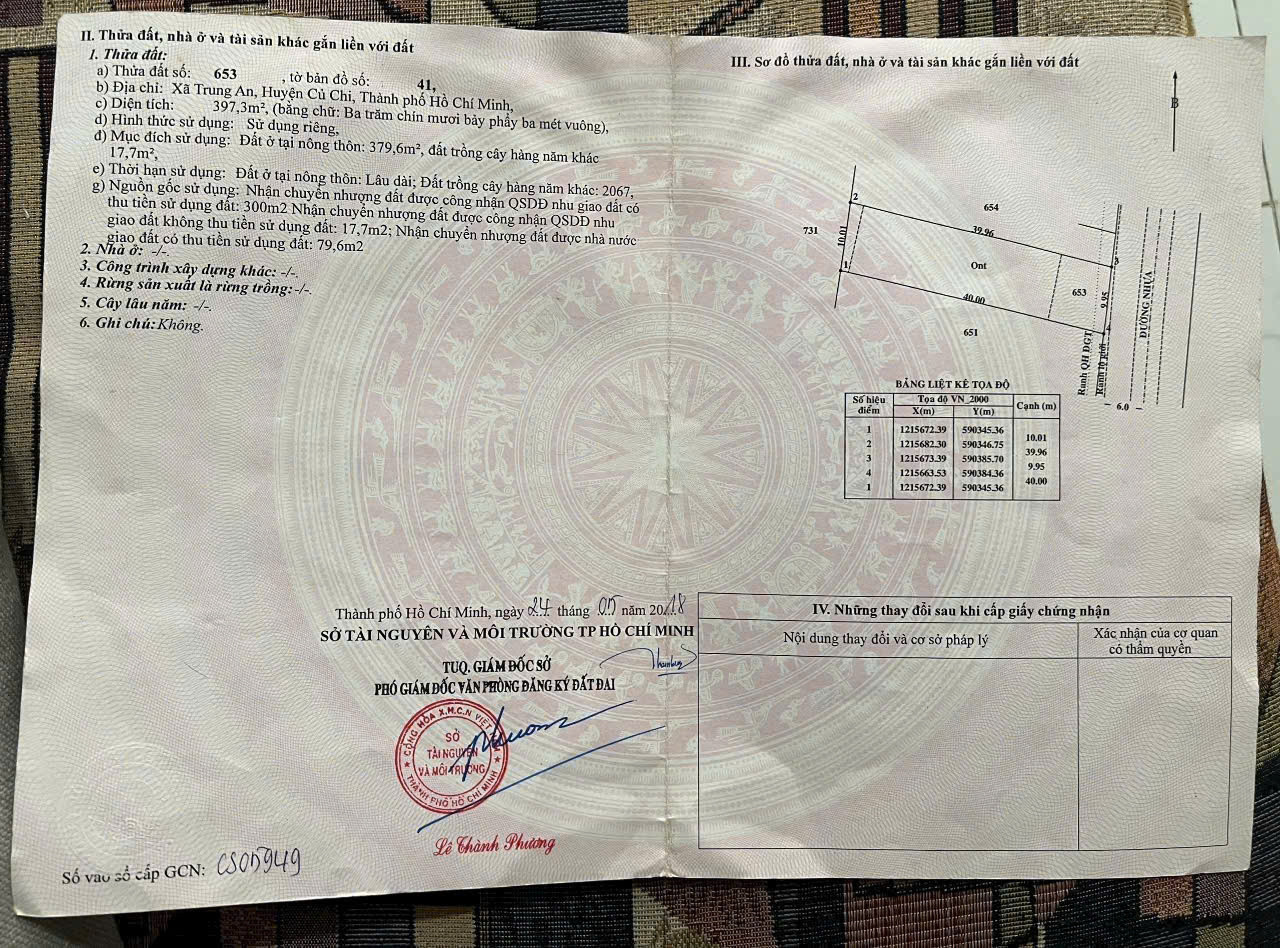 II. Thửa đất, nhà ở và tài sản khác gắn liền với đất
1. Thửa đất:
a) Thửa đất số: 653 , tờ bản đồ số: 41,
b) Địa chỉ: Xã Trung An, Huyện Củ Chi, Thành phố Hồ Chí Minh,
c) Diện tích: 397,3m², (bằng chữ: Ba trăm chín mươi bảy phẩy ba mét vuông),
d) Hình thức sử dụng: Sử dụng riêng,
đ) Mục đích sử dụng: Đất ở tại nông thôn: 379,6m², đất trồng cây hàng năm khác
17,7m²,
e) Thời hạn sử dụng: Đất ở tại nông thôn: Lâu dài; Đất trồng cây hàng năm khác: 2067,
g) Nguồn gốc sử dụng: Nhận chuyển nhượng đất được công nhận QSDĐ như giao đất có
thu tiền sử dụng đất: 300m2 Nhận chuyển nhượng đất được công nhận QSDĐ như
giao đất không thu tiền sử dụng đất: 17,7m2; Nhận chuyển nhượng đất được nhà nước
giao đất có thu tiền sử dụng đất: 79,6m2
2. Nhà ở: -/-.
3. Công trình xây dựng khác: -/-.
4. Rừng sản xuất là rừng trồng: -/-.
5. Cây lâu năm: -/-.
6. Ghi chú: Không.
Thành phố Hồ Chí Minh, ngày 24 tháng 05 năm 2018
SỞ TÀI NGUYÊN VÀ MÔI TRƯỜNG TP HỒ CHÍ MINH
TUQ. GIÁM ĐỐC SỞ
PHÓ GIÁM ĐỐC VĂN PHÒNG ĐĂNG KÝ ĐẤT ĐAI
CỘNG HÒA X.H.C.N VIỆT
SỞ
TÀI NGUYÊN
VÀ MÔI TRƯỜNG
THÀNH PHỐ HỒ CHÍ MINH
Lê Thành Phương
Số vào sổ cấp GCN: CS05949
III. Sơ đồ thửa đất, nhà ở và tài sản khác gắn liền với đất
B
2
654
731
10.01
39.96
1
Ont
3
653
9.95
40.00
4
651
ĐƯỜNG NHỰA
Ranh QH ĐGT
Ranh lộ giới
6.0
BẢNG LIỆT KÊ TỌA ĐỘ
Số hiệu điểm Tọa độ VN_2000 Cạnh (m)
X(m) Y(m)
1 1215672.39 590345.36
10.01
2 1215682.30 590346.75
39.96
3 1215673.39 590385.70
9.95
4 1215663.53 590384.36
40.00
1 1215672.39 590345.36
IV. Những thay đổi sau khi cấp giấy chứng nhận
Nội dung thay đổi và cơ sở pháp lý
Xác nhận của cơ quan
có thẩm quyền